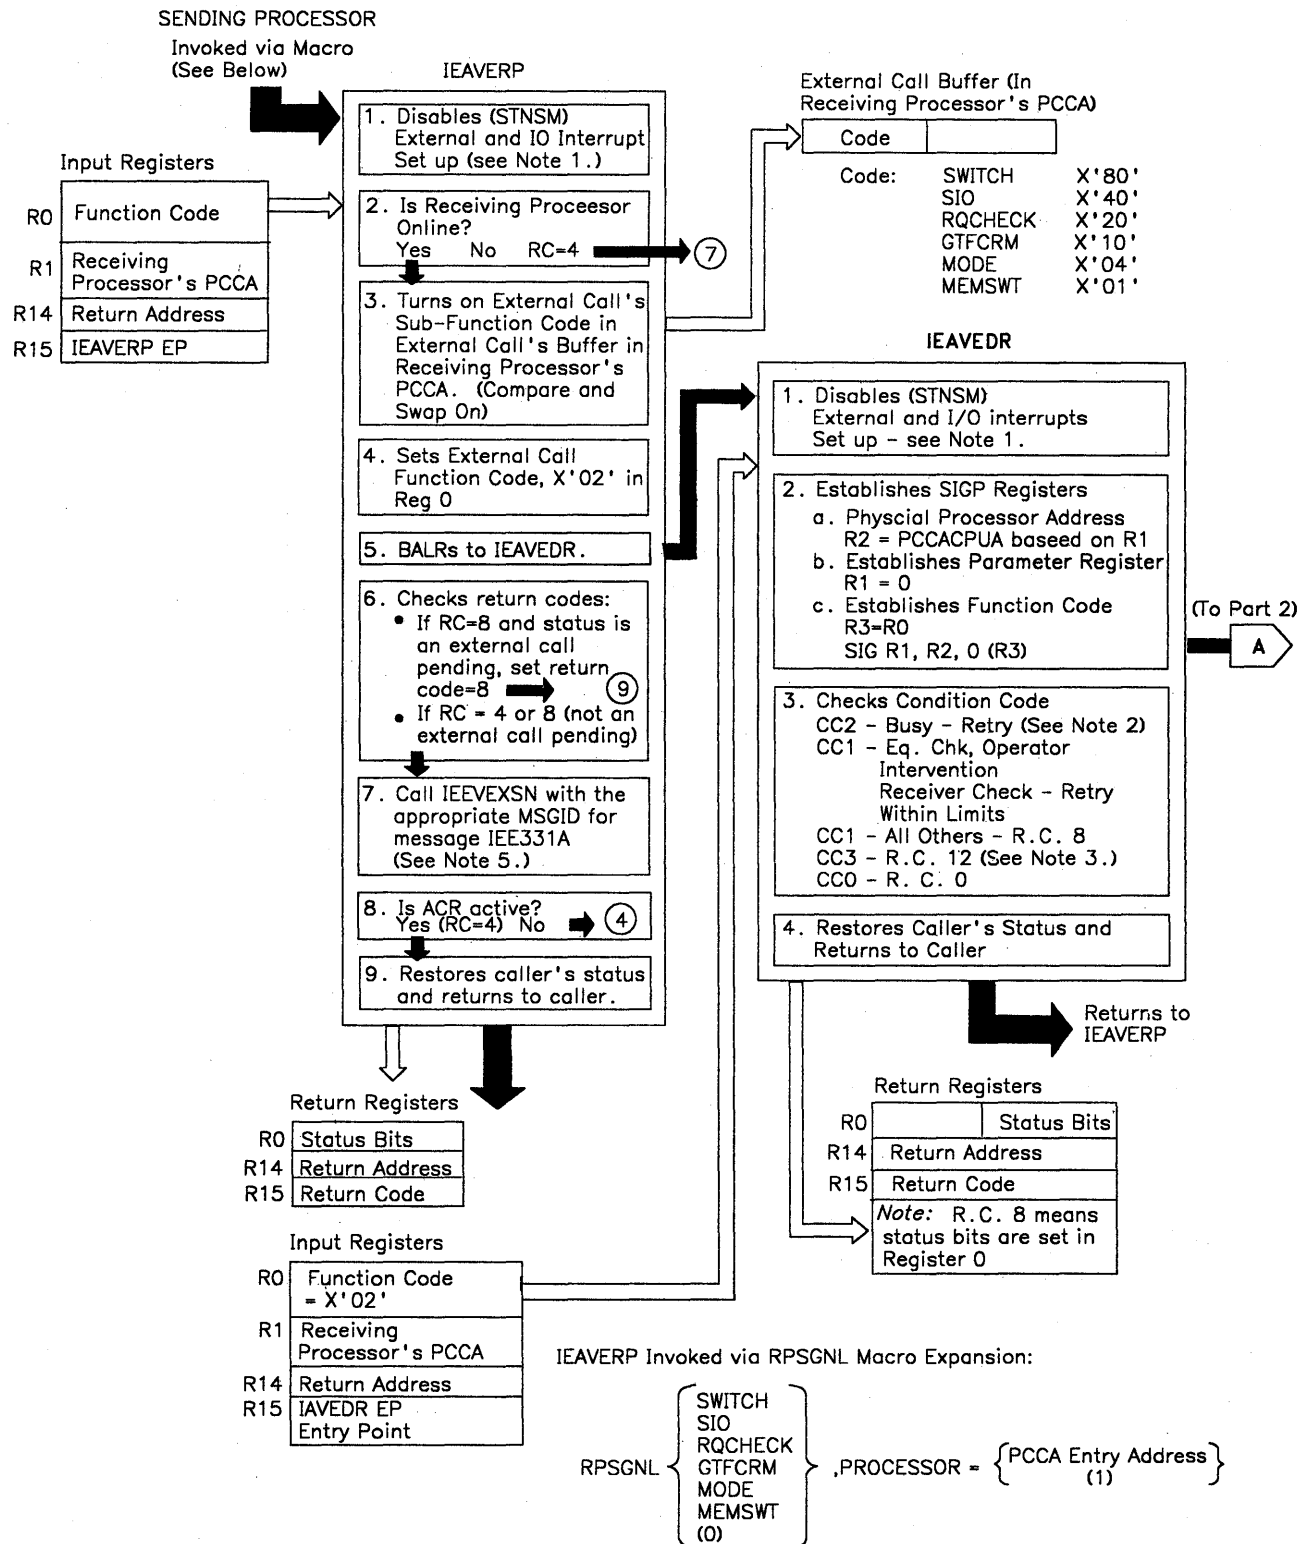 SENDING PROCESSOR
Invoked via Macro
(See Below)
IEAVERP
Input Registers
R0 Function Code
R1 Receiving
Processor's PCCA
R14 Return Address
R15 IEAVERP EP
1. Disables (STNSM)
External and IO Interrupt
Set up (see Note 1.)
2. Is Receiving Proceesor
Online?
Yes No RC=4 7
3. Turns on External Call's
Sub-Function Code in
External Call's Buffer in
Receiving Processor's
PCCA. (Compare and
Swap On)
4. Sets External Call
Function Code, X'02' in
Reg 0
5. BALRs to IEAVEDR.
6. Checks return codes:
• If RC=8 and status is
an external call
pending, set return
code=8 9
• If RC = 4 or 8 (not an
external call pending)
7. Call IEEVEXSN with the
appropriate MSGID for
message IEE331A
(See Note 5.)
8. Is ACR active?
Yes (RC=4) No 4
9. Restores caller's status
and returns to caller.
External Call Buffer (In
Receiving Processor's PCCA)
Code
Code: SWITCH X'80'
SIO X'40'
RQCHECK X'20'
GTFCRM X'10'
MODE X'04'
MEMSWT X'01'
IEAVEDR
1. Disables (STNSM)
External and I/O interrupts
Set up - see Note 1.
2. Establishes SIGP Registers
a. Physcial Processor Address
R2 = PCCACPUA baseed on R1
b. Establishes Parameter Register
R1 = 0
c. Establishes Function Code
R3=R0
SIG R1, R2, 0 (R3)
(To Part 2)
A
3. Checks Condition Code
CC2 - Busy - Retry (See Note 2)
CC1 - Eq. Chk, Operator
Intervention
Receiver Check - Retry
Within Limits
CC1 - All Others - R.C. 8
CC3 - R.C. 12 (See Note 3.)
CC0 - R. C. 0
4. Restores Caller's Status and
Returns to Caller
Returns to
IEAVERP
Return Registers
R0 Status Bits
R14 Return Address
R15 Return Code
Return Registers
R0 Status Bits
R14 Return Address
R15 Return Code
Note: R.C. 8 means
status bits are set in
Register 0
Input Registers
R0 Function Code
= X'02'
R1 Receiving
Processor's PCCA
R14 Return Address
R15 IAVEDR EP
Entry Point
IEAVERP Invoked via RPSGNL Macro Expansion:
SWITCH
SIO
RQCHECK
RPSGNL { GTFCRM } ,PROCESSOR = { PCCA Entry Address }
(1)
MODE
MEMSWT
(0)